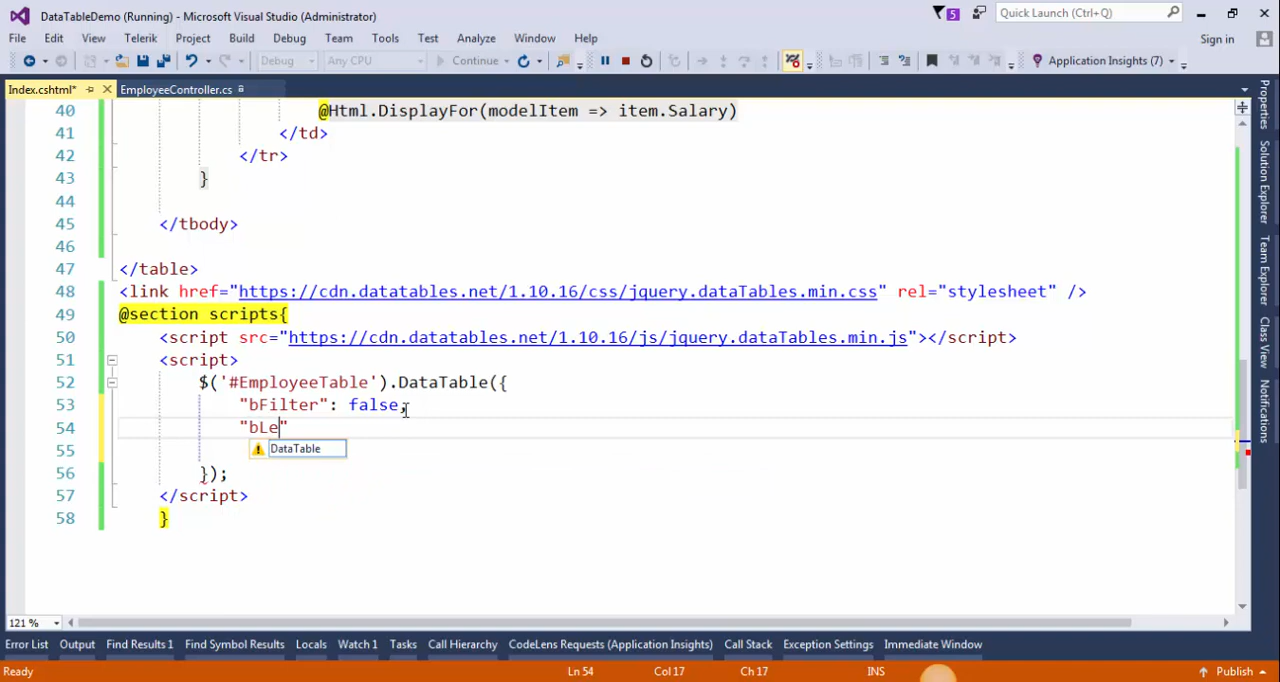 DataTableDemo (Running) - Microsoft Visual Studio (Administrator)
5
Quick Launch (Ctrl+Q)
File Edit View Telerik Project Build Debug Team Tools Test Analyze Window Help
Sign in
Debug Any CPU Continue Application Insights (7)
Index.cshtml* EmployeeController.cs
40 @Html.DisplayFor(modelItem => item.Salary)
41 </td>
42 </tr>
43 }
44
45 </tbody>
46
47 </table>
48 <link href="https://cdn.datatables.net/1.10.16/css/jquery.dataTables.min.css" rel="stylesheet" />
49 @section scripts{
50 <script src="https://cdn.datatables.net/1.10.16/js/jquery.dataTables.min.js"></script>
51 <script>
52 $('#EmployeeTable').DataTable({
53 "bFilter": false,
54 "bLe"
55 DataTable
56 });
57 </script>
58 }
Properties
Solution Explorer
Team Explorer
Class View
Notifications
121 %
Error List Output Find Results 1 Find Symbol Results Locals Watch 1 Tasks Call Hierarchy CodeLens Requests (Application Insights) Call Stack Exception Settings Immediate Window
Ready Ln 54 Col 17 Ch 17 INS Publish